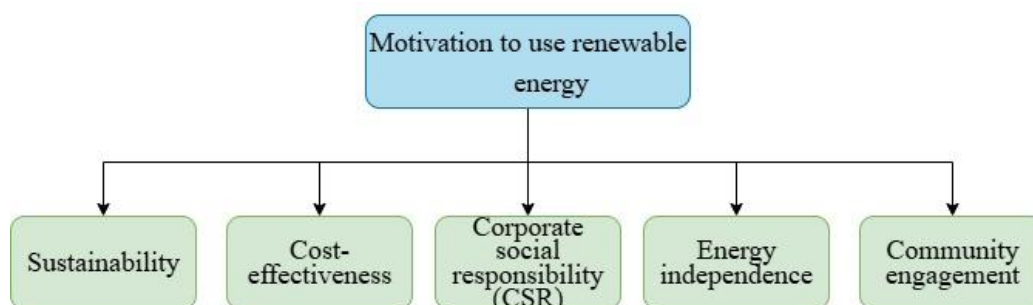 Motivation to use renewable
energy
Sustainability
Cost-
effectiveness
Corporate
social
responsibility
(CSR)
Energy
independence
Community
engagement